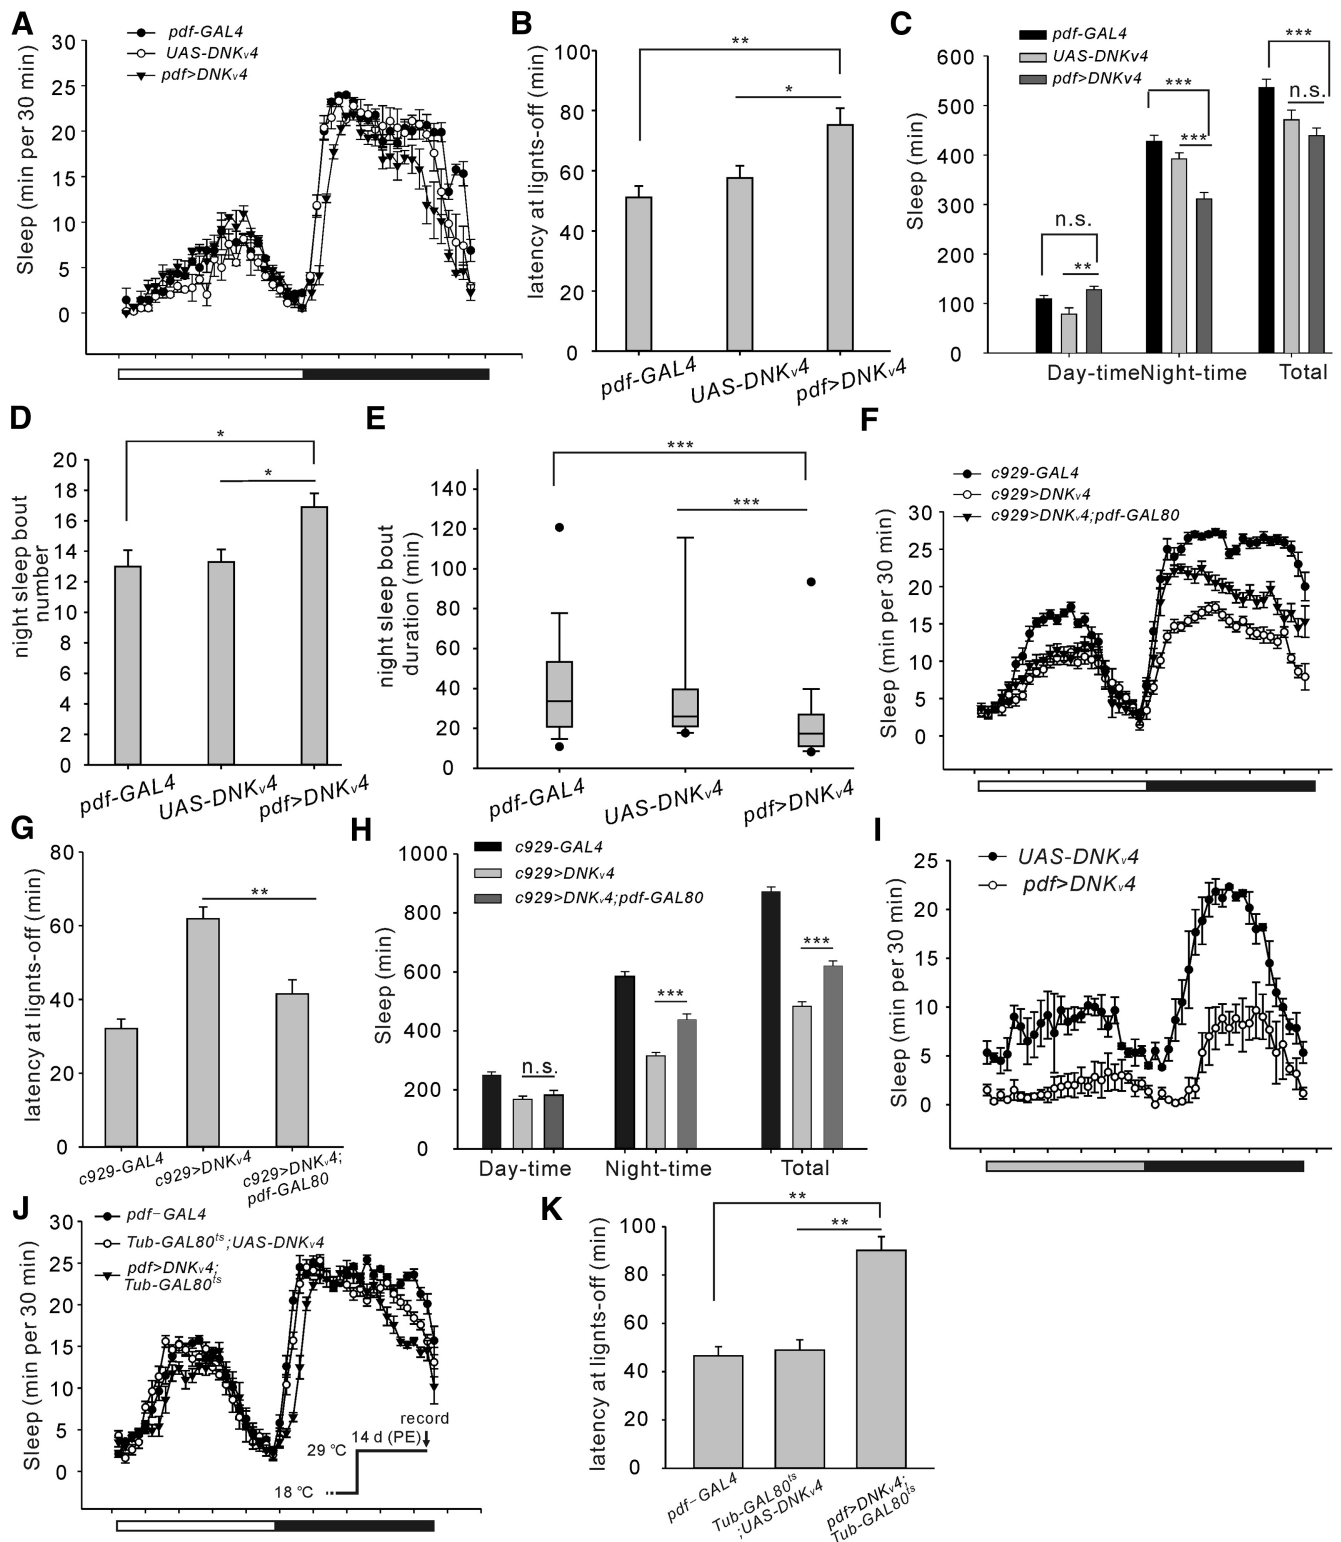 A
pdf-GAL4
UAS-DNKv4
pdf>DNKv4
Sleep (min per 30 min)
30
25
20
15
10
5
0
B
latency at lignts-off (min)
100
80
60
40
20
0
**
*
pdf-GAL4
UAS-DNKv4
pdf>DNKv4
C
pdf-GAL4
UAS-DNKv4
pdf>DNKv4
Sleep (min)
600
500
400
300
200
100
0
n.s.
**
***
***
***
n.s.
Day-time
Night-time
Total
D
night sleep bout
number
20
18
16
14
12
10
8
6
4
2
0
*
*
pdf-GAL4
UAS-DNKv4
pdf>DNKv4
E
night sleep bout
duration (min)
140
120
100
80
60
40
20
0
***
***
pdf-GAL4
UAS-DNKv4
pdf>DNKv4
F
c929-GAL4
c929>DNKv4
c929>DNKv4;pdf-GAL80
Sleep (min per 30 min)
30
25
20
15
10
5
0
G
latency at lignts-off (min)
80
60
40
20
0
**
c929-GAL4
c929>DNKv4
c929>DNKv4;
pdf-GAL80
H
c929-GAL4
c929>DNKv4
c929>DNKv4;pdf-GAL80
Sleep (min)
1000
800
600
400
200
0
n.s.
***
***
Day-time
Night-time
Total
I
UAS-DNKv4
pdf>DNKv4
Sleep (min per 30 min)
25
20
15
10
5
0
J
pdf-GAL4
Tub-GAL80ts;UAS-DNKv4
pdf>DNKv4;
Tub-GAL80ts
Sleep (min per 30 min)
30
25
20
15
10
5
0
record
14 d (PE)
29 °C
18 °C
K
latency at lignts-off (min)
100
80
60
40
20
0
**
**
pdf-GAL4
Tub-GAL80ts
;UAS-DNKv4
pdf>DNKv4;
Tub-GAL80ts